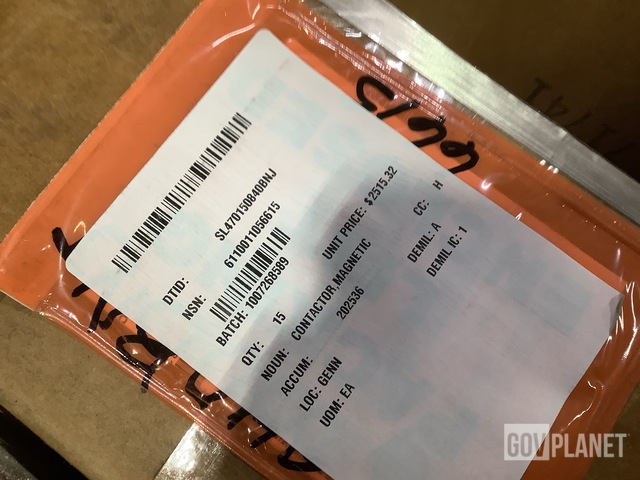 DTID: SL4701508408NJ
NSN: 6110011056615
BATCH: 1007268589
QTY: 15 UNIT PRICE: $2515.32
NOUN: CONTACTOR,MAGNETIC
ACCUM: 202536
LOC: GENN
UOM: EA
CC: H
DEMIL: A
DEMIL IC: 1
GOVPLANET